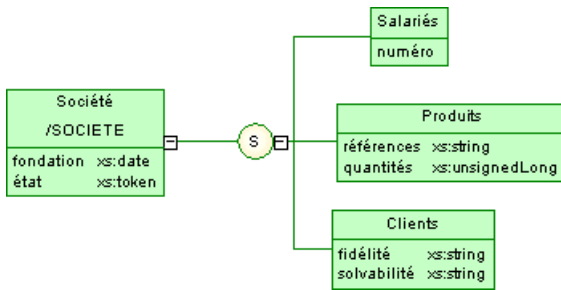 Salariés
numéro
Société
/SOCIETE
fondation xs:date
état xs:token
S
Produits
références xs:string
quantités xs:unsignedLong
Clients
fidélité xs:string
solvabilité xs:string